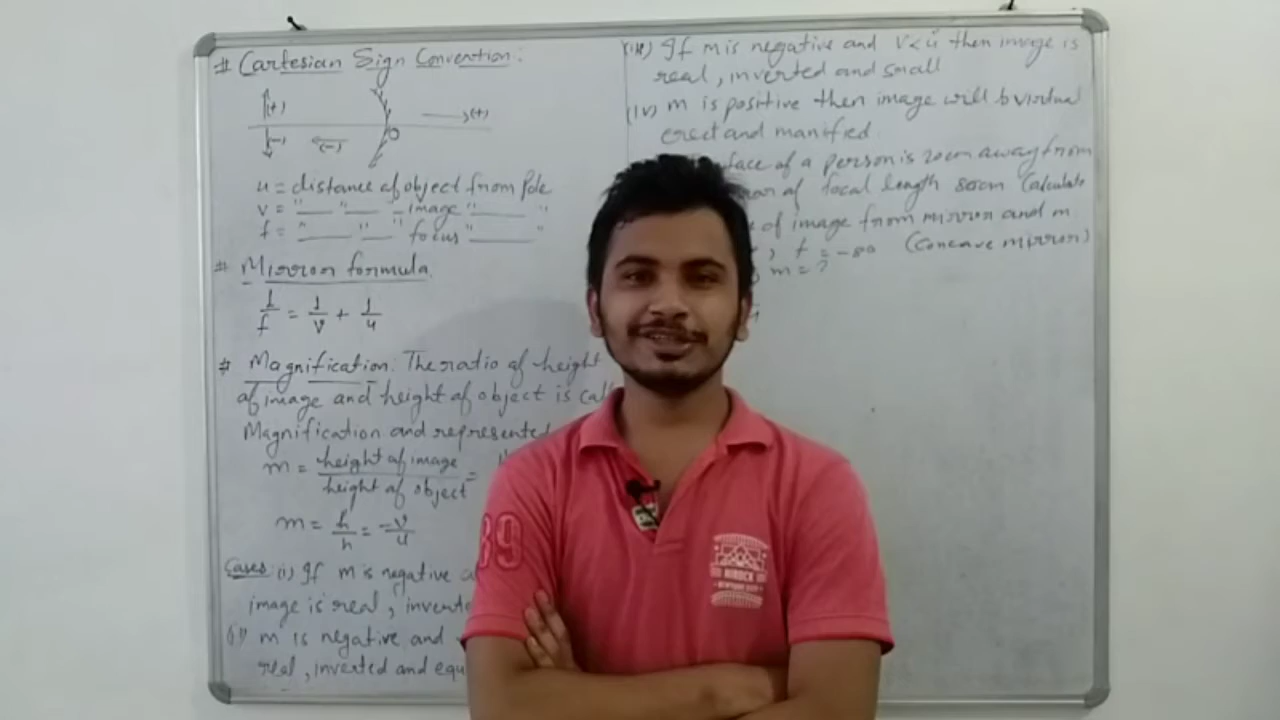 # Cartesian Sign Convention:
(+) (+)
(-) (-)
u = distance of object from Pole
v = " — " — image " — "
f = " — " — focus " — "
# Mirror formula
1/f = 1/v + 1/u
# Magnification: The ratio of height
of image and height of object is
Magnification and represented
m = height of image / height of object =
m = = -v/u
Cases: (i) If m is negative
image is real,
(ii) m is negative and
real, inverted and
(iii) If m is negative and v<u then image is
real, inverted and small
(iv) m is positive then image will b virtual
erect and manified.
face of a person is 20cm away from
of focal length 80cm Calculate
of image from mirror and m
, f = -80 (Concave mirror)
m = ?
39